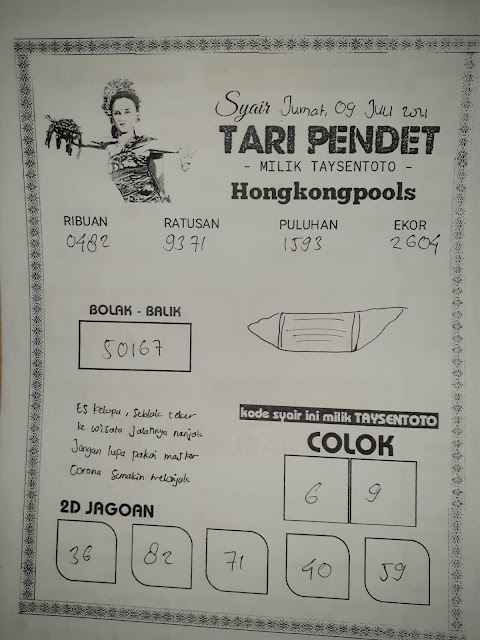 Syair Jumat, 09 Juli 2021
TARI PENDET
- MILIK TAYSENTOTO -
Hongkongpools
RIBUAN RATUSAN PULUHAN EKOR
0482 9371 1593 2604
BOLAK - BALIK
50167
Es kelapa, Seblak ceker
ke wisata jalannya nanjak
Jangan lupa pakai masker
Corona Semakin melonjak
kode syair ini milik TAYSENTOTO
COLOK
6 9
2D JAGOAN
36 82 71 40 59